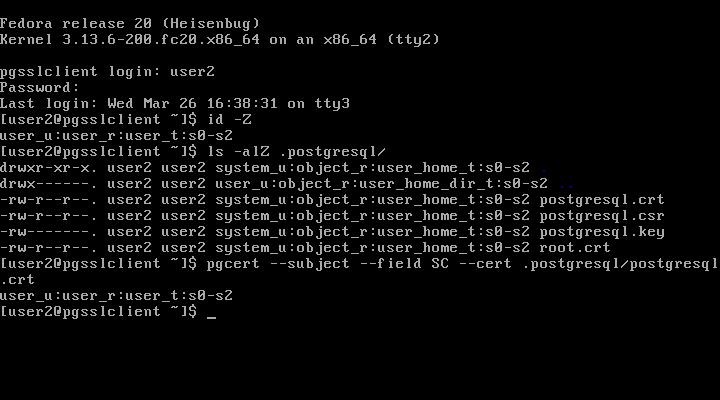 Fedora release 20 (Heisenbug)
Kernel 3.13.6-200.fc20.x86_64 on an x86_64 (tty2)
pgsslclient login: user2
Password:
Last login: Wed Mar 26 16:38:31 on tty3
[user2@pgsslclient ~]$ id -Z
user_u:user_r:user_t:s0-s2
[user2@pgsslclient ~]$ ls -alZ .postgresql/
drwxr-xr-x. user2 user2 system_u:object_r:user_home_t:s0-s2 .
drwx------. user2 user2 user_u:object_r:user_home_dir_t:s0-s2 ..
-rw-r--r--. user2 user2 system_u:object_r:user_home_t:s0-s2 postgresql.crt
-rw-r--r--. user2 user2 system_u:object_r:user_home_t:s0-s2 postgresql.csr
-rw-------. user2 user2 system_u:object_r:user_home_t:s0-s2 postgresql.key
-rw-r--r--. user2 user2 system_u:object_r:user_home_t:s0-s2 root.crt
[user2@pgsslclient ~]$ pgcert --subject --field SC --cert .postgresql/postgresql
.crt
user_u:user_r:user_t:s0-s2
[user2@pgsslclient ~]$ _